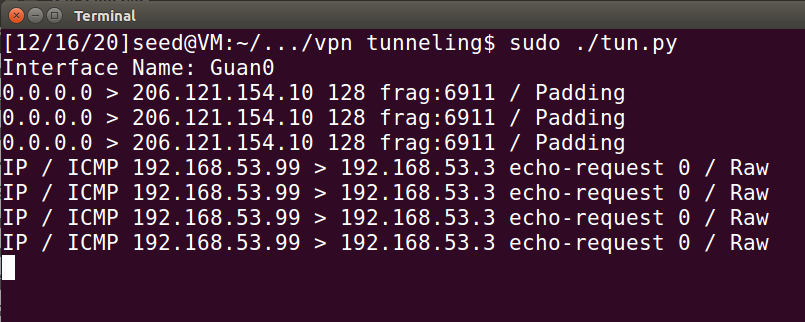 Terminal
[12/16/20]seed@VM:~/.../vpn tunneling$ sudo ./tun.py
Interface Name: Guan0
0.0.0.0 > 206.121.154.10 128 frag:6911 / Padding
0.0.0.0 > 206.121.154.10 128 frag:6911 / Padding
0.0.0.0 > 206.121.154.10 128 frag:6911 / Padding
IP / ICMP 192.168.53.99 > 192.168.53.3 echo-request 0 / Raw
IP / ICMP 192.168.53.99 > 192.168.53.3 echo-request 0 / Raw
IP / ICMP 192.168.53.99 > 192.168.53.3 echo-request 0 / Raw
IP / ICMP 192.168.53.99 > 192.168.53.3 echo-request 0 / Raw